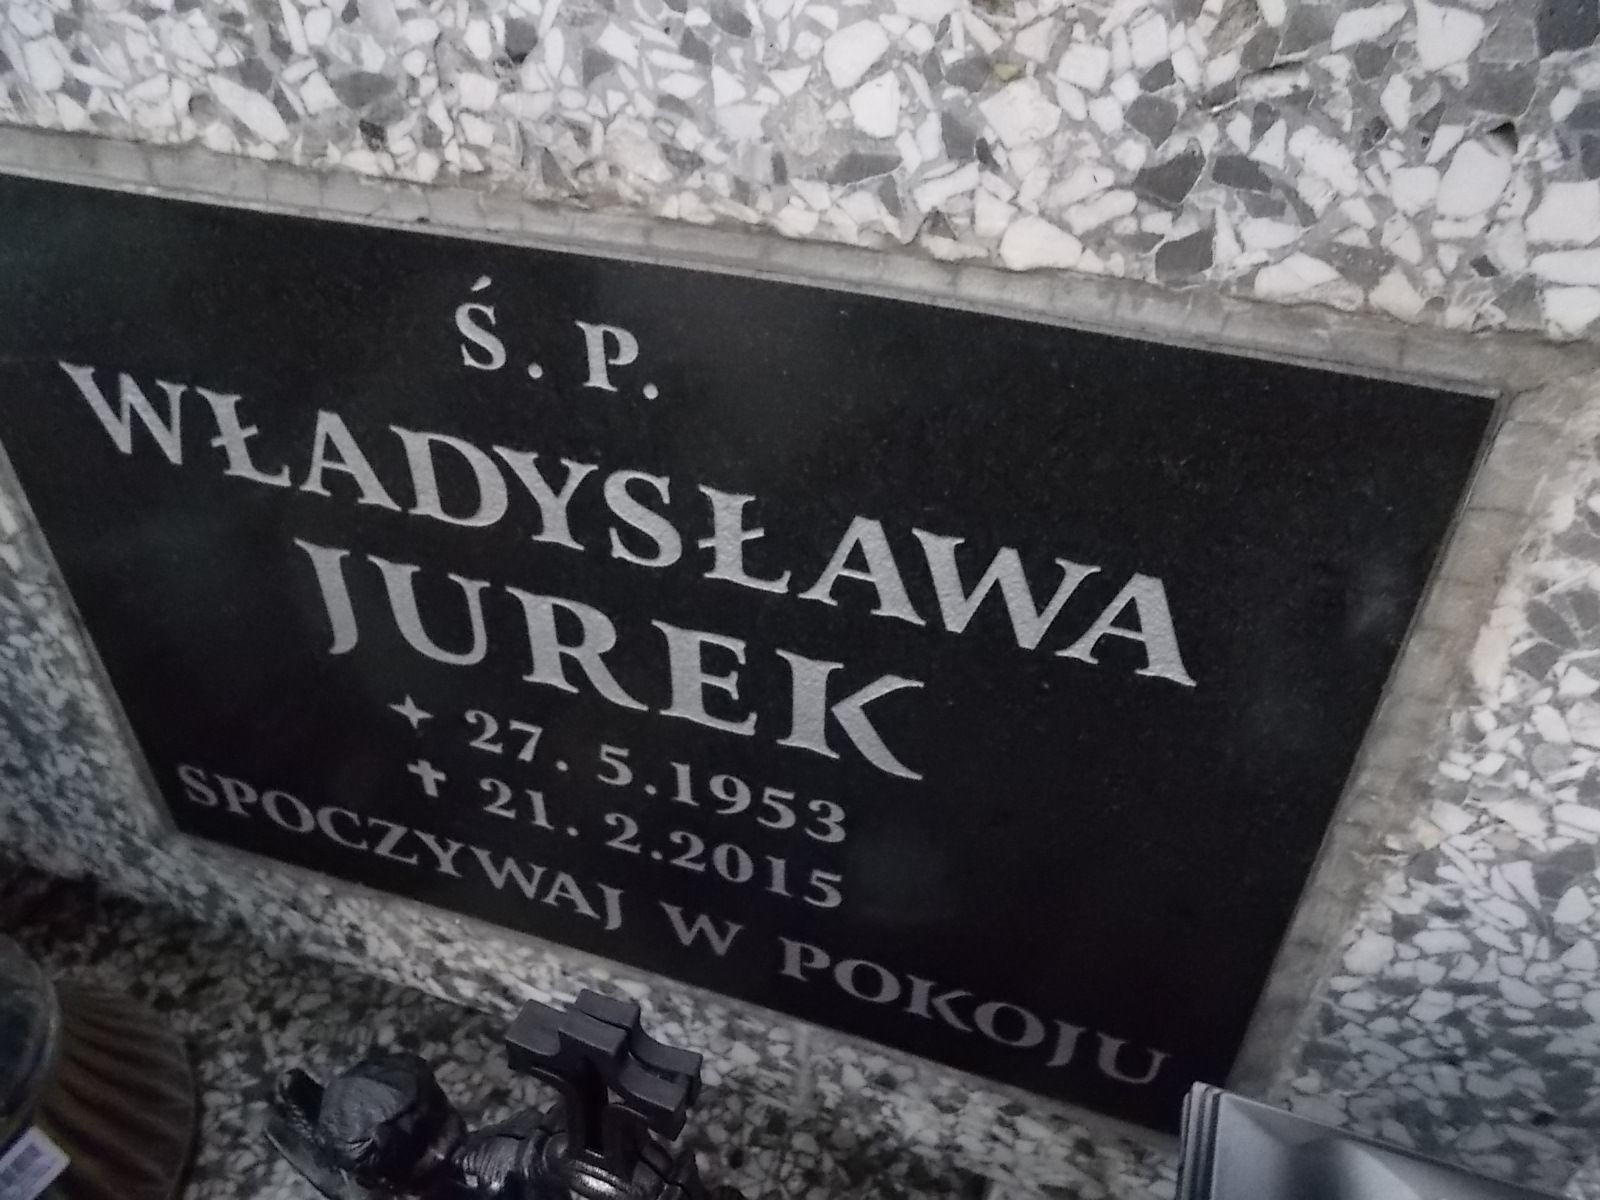 Ś. P.
WŁADYSŁAWA
JUREK
27. 5.1953
21. 2.2015
SPOCZYWAJ W POKOJU